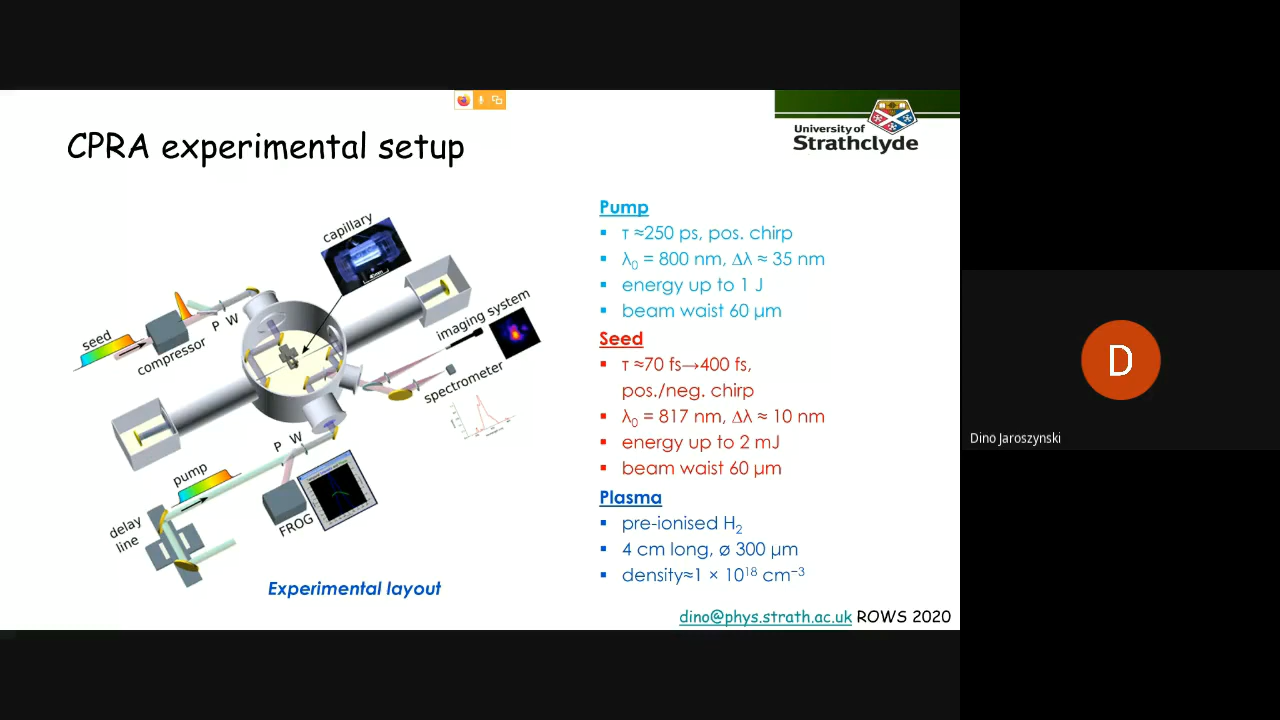 University of
Strathclyde
CPRA experimental setup
capillary
seed
compressor
P W
imaging system
spectrometer
P W
pump
delay
line
FROG
Experimental layout
Pump
▪ τ ≈250 ps, pos. chirp
▪ λ₀ = 800 nm, Δλ ≈ 35 nm
▪ energy up to 1 J
▪ beam waist 60 μm
Seed
▪ τ ≈70 fs→400 fs,
pos./neg. chirp
▪ λ₀ = 817 nm, Δλ ≈ 10 nm
▪ energy up to 2 mJ
▪ beam waist 60 μm
Plasma
▪ pre-ionised H₂
▪ 4 cm long, ø 300 μm
▪ density≈1 × 10¹⁸ cm⁻³
dino@phys.strath.ac.uk ROWS 2020
D
Dino Jaroszynski